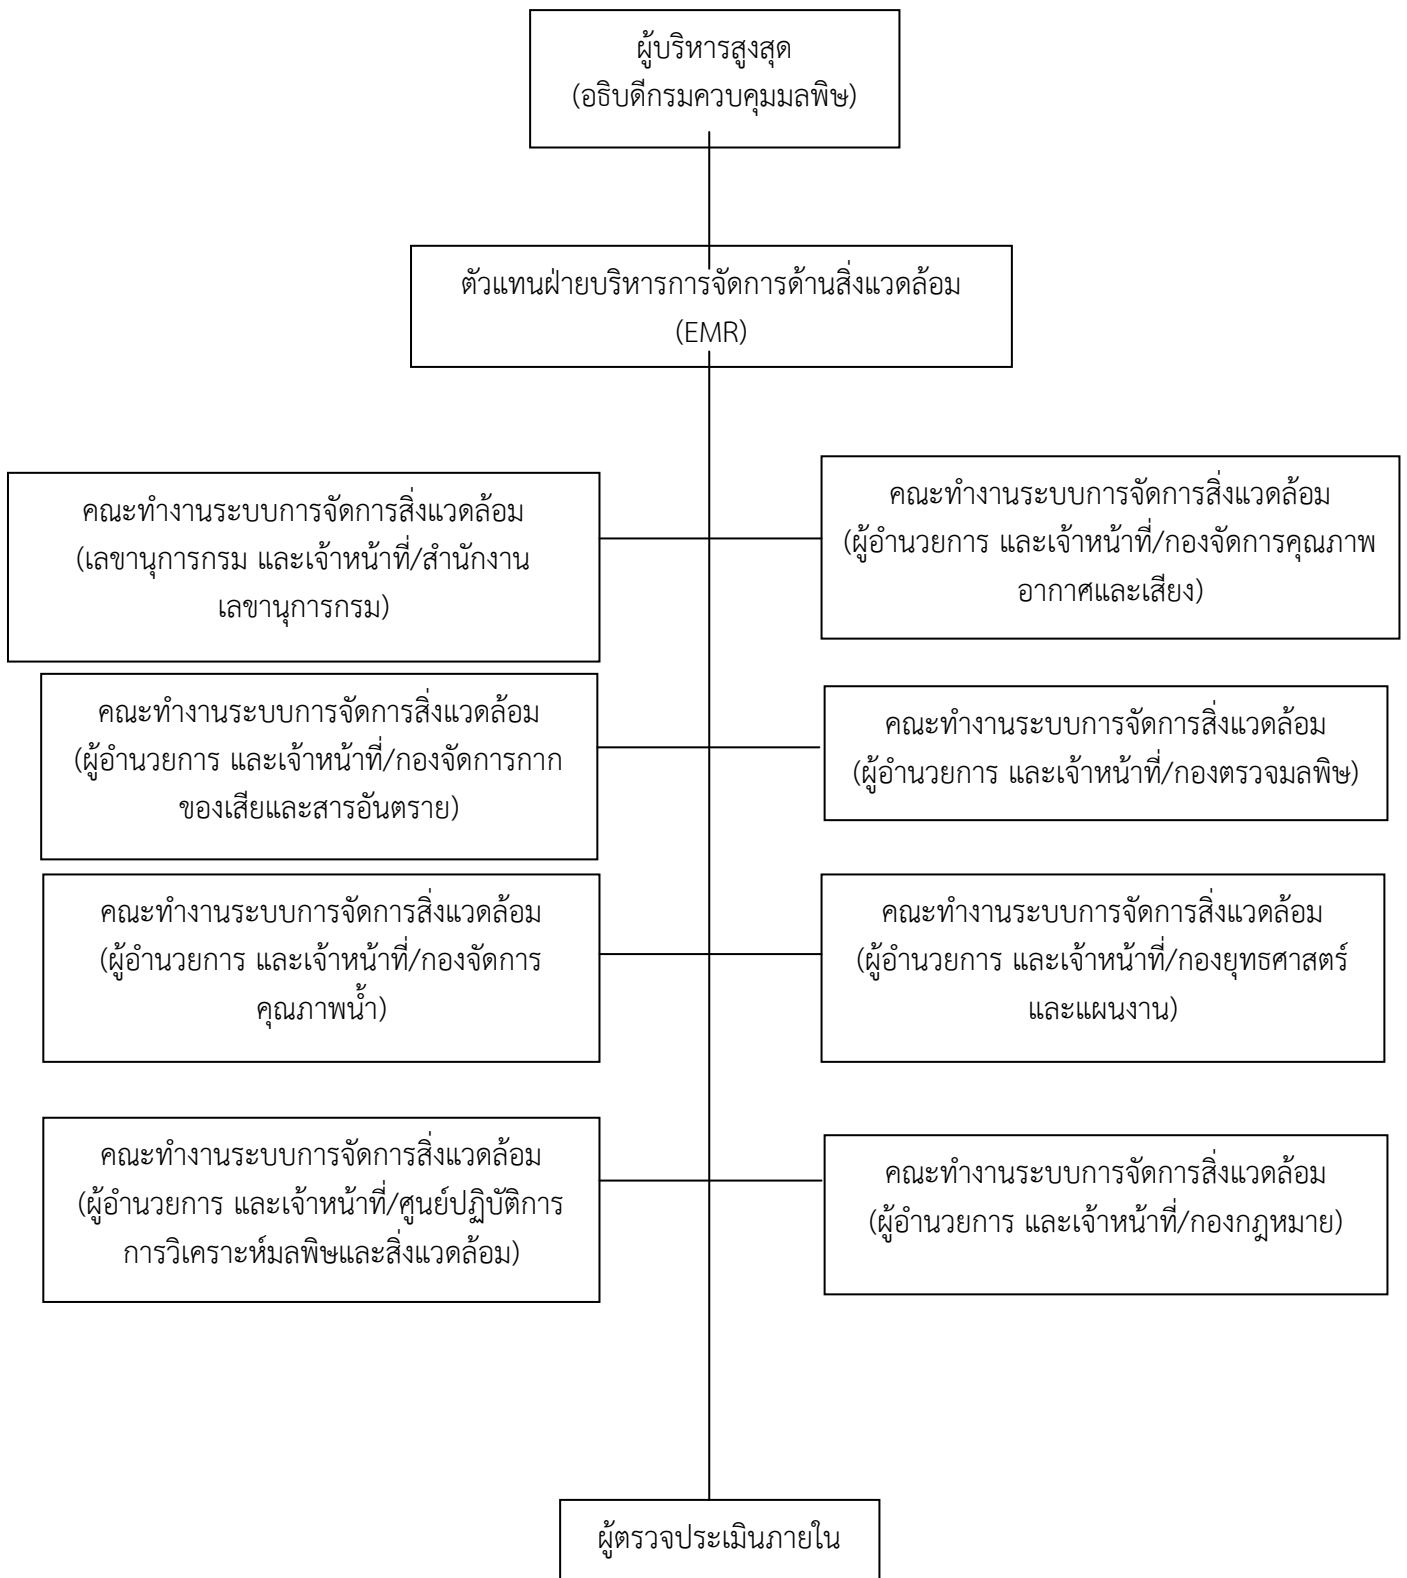 ผู้บริหารสูงสุด
(อธิบดีกรมควบคุมมลพิษ)
ตัวแทนฝ่ายบริหารการจัดการด้านสิ่งแวดล้อม
(EMR)
คณะทำงานระบบการจัดการสิ่งแวดล้อม
(เลขานุการกรม และเจ้าหน้าที่/สำนักงาน
เลขานุการกรม)
คณะทำงานระบบการจัดการสิ่งแวดล้อม
(ผู้อำนวยการ และเจ้าหน้าที่/กองจัดการคุณภาพ
อากาศและเสียง)
คณะทำงานระบบการจัดการสิ่งแวดล้อม
(ผู้อำนวยการ และเจ้าหน้าที่/กองจัดการกาก
ของเสียและสารอันตราย)
คณะทำงานระบบการจัดการสิ่งแวดล้อม
(ผู้อำนวยการ และเจ้าหน้าที่/กองตรวจมลพิษ)
คณะทำงานระบบการจัดการสิ่งแวดล้อม
(ผู้อำนวยการ และเจ้าหน้าที่/กองจัดการ
คุณภาพน้ำ)
คณะทำงานระบบการจัดการสิ่งแวดล้อม
(ผู้อำนวยการ และเจ้าหน้าที่/กองยุทธศาสตร์
และแผนงาน)
คณะทำงานระบบการจัดการสิ่งแวดล้อม
(ผู้อำนวยการ และเจ้าหน้าที่/ศูนย์ปฏิบัติการ
การวิเคราะห์มลพิษและสิ่งแวดล้อม)
คณะทำงานระบบการจัดการสิ่งแวดล้อม
(ผู้อำนวยการ และเจ้าหน้าที่/กองกฎหมาย)
ผู้ตรวจประเมินภายใน